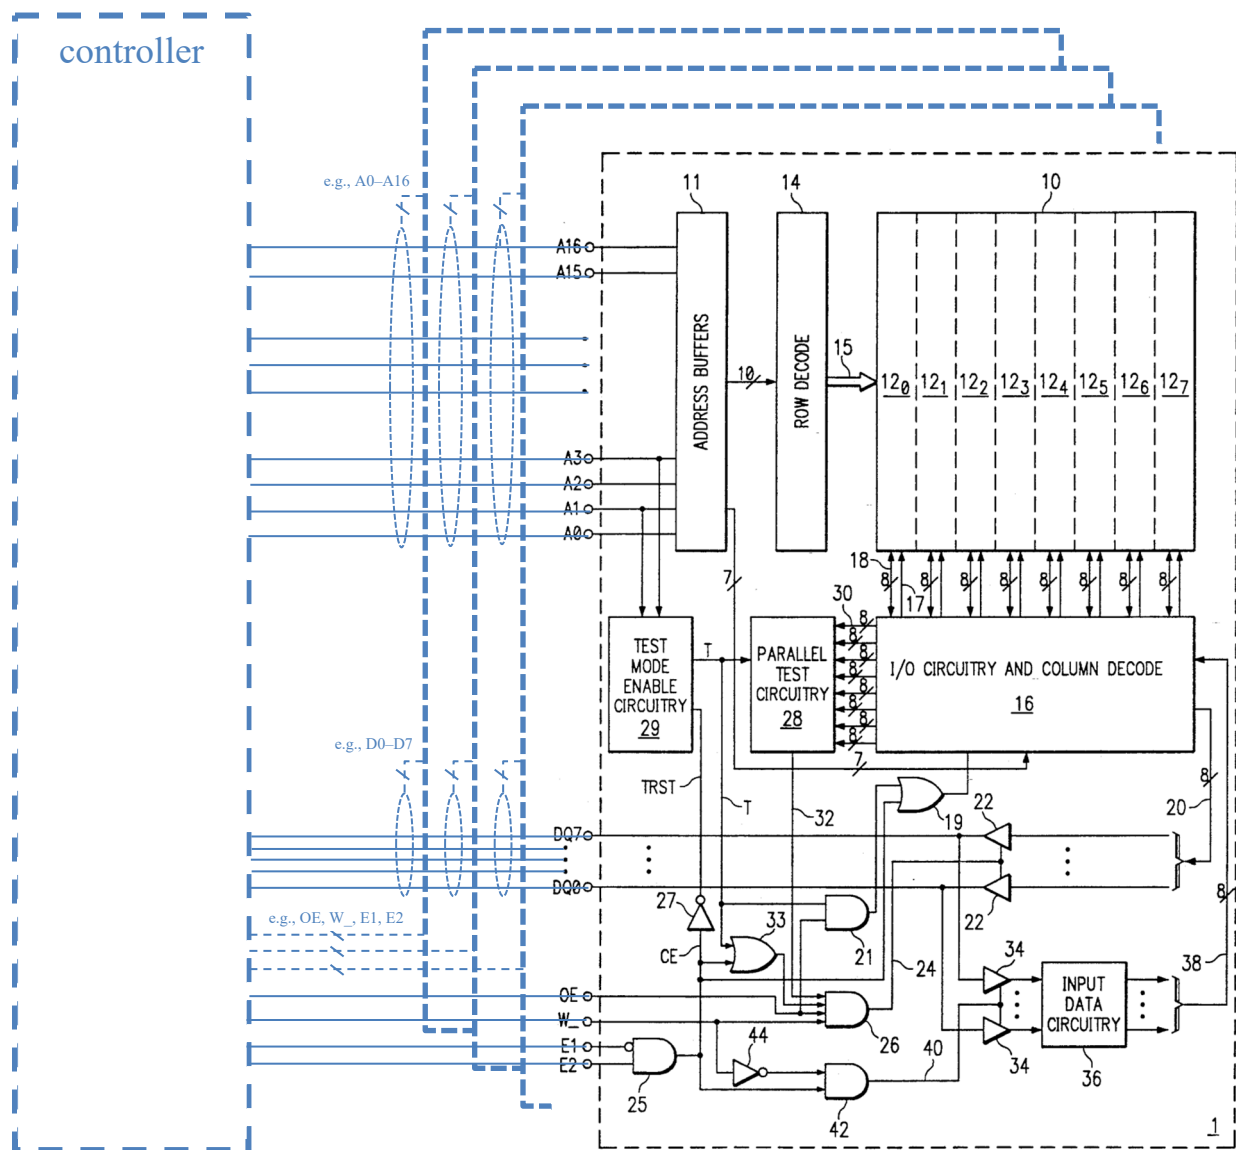 controller
e.g., A0–A16
11
14
10
A16
A15
ADDRESS BUFFERS
10
ROW DECODE
15
12₀ 12₁ 12₂ 12₃ 12₄ 12₅ 12₆ 12₇
A3
A2
A1
A0
7
18
8 8 8 8 8 8 8 8
17
30
8
8
8
8
8
8
8
8
TEST
MODE
ENABLE
CIRCUITRY
29
T
PARALLEL
TEST
CIRCUITRY
28
I/O CIRCUITRY AND COLUMN DECODE
16
7
e.g., D0–D7
TRST
T
32
19
22
8
20
DQ7
DQ0
27
33
21
22
8
e.g., OE, W_, E1, E2
CE
24
34
38
INPUT
DATA
CIRCUITRY
OE
W_
26
44
34
36
E1
E2
25
40
42
1